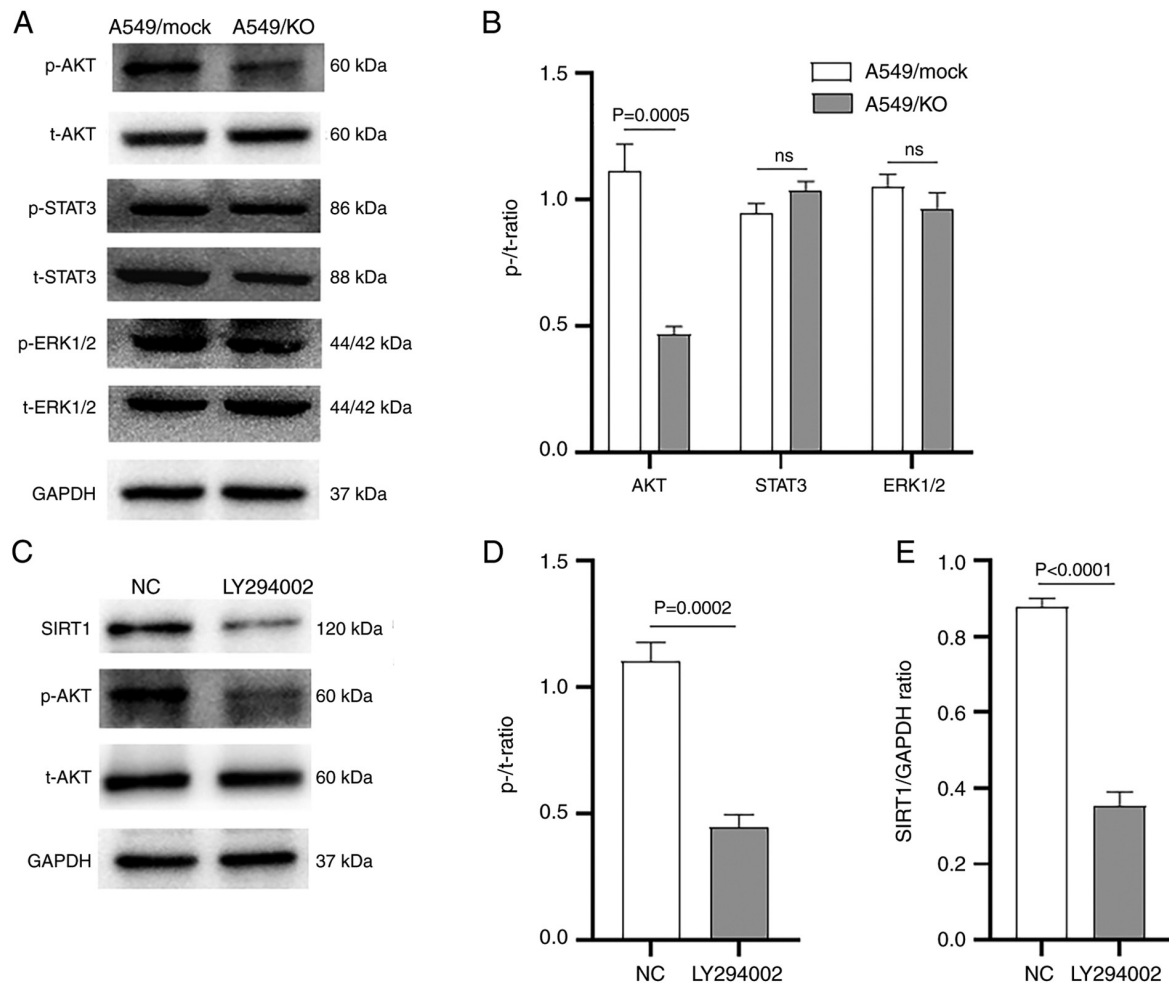 A
A549/mock A549/KO
p-AKT 60 kDa
t-AKT 60 kDa
p-STAT3 86 kDa
t-STAT3 88 kDa
p-ERK1/2 44/42 kDa
t-ERK1/2 44/42 kDa
GAPDH 37 kDa
B
A549/mock
A549/KO
1.5
1.0
0.5
0.0
p-/t-ratio
P=0.0005
ns
ns
AKT STAT3 ERK1/2
C
NC LY294002
SIRT1 120 kDa
p-AKT 60 kDa
t-AKT 60 kDa
GAPDH 37 kDa
D
1.5
1.0
0.5
0.0
p-/t-ratio
P=0.0002
NC LY294002
E
1.0
0.8
0.6
0.4
0.2
0.0
SIRT1/GAPDH ratio
P<0.0001
NC LY294002